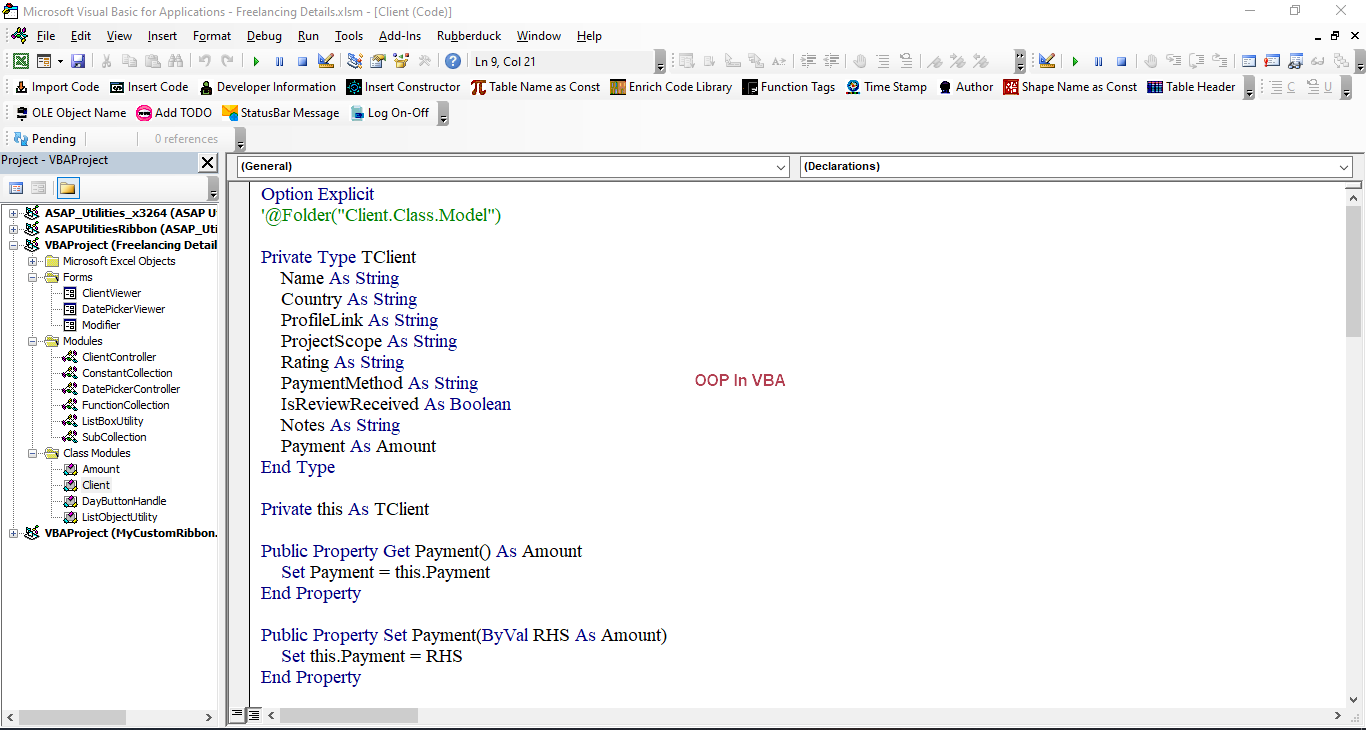 Microsoft Visual Basic for Applications - Freelancing Details.xlsm - [Client (Code)]
File Edit View Insert Format Debug Run Tools Add-Ins Rubberduck Window Help
Ln 9, Col 21
Import Code Insert Code Developer Information Insert Constructor Table Name as Const Enrich Code Library Function Tags Time Stamp Author Shape Name as Const Table Header C U
OLE Object Name Add TODO StatusBar Message Log On-Off
Pending 0 references
Project - VBAProject
(General) (Declarations)
ASAP_Utilities_x3264 (ASAP U
ASAPUtilitiesRibbon (ASAP_Uti
VBAProject (Freelancing Detail
Microsoft Excel Objects
Forms
ClientViewer
DatePickerViewer
Modifier
Modules
ClientController
ConstantCollection
DatePickerController
FunctionCollection
ListBoxUtility
SubCollection
Class Modules
Amount
Client
DayButtonHandle
ListObjectUtility
VBAProject (MyCustomRibbon.
Option Explicit
'@Folder("Client.Class.Model")
Private Type TClient
Name As String
Country As String
ProfileLink As String
ProjectScope As String
Rating As String
PaymentMethod As String
IsReviewReceived As Boolean
Notes As String
Payment As Amount
End Type
Private this As TClient
Public Property Get Payment() As Amount
Set Payment = this.Payment
End Property
Public Property Set Payment(ByVal RHS As Amount)
Set this.Payment = RHS
End Property
OOP In VBA